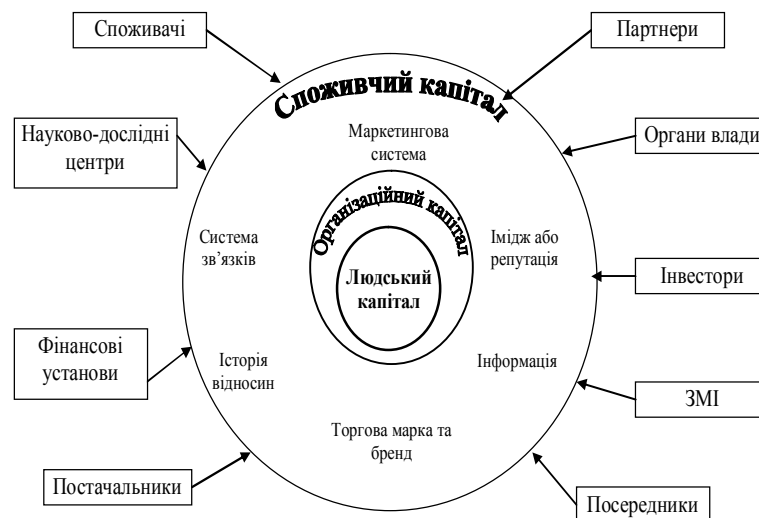 Споживачі
Партнери
Споживчий капітал
Науково-дослідні
центри
Маркетингова
система
Органи влади
Організаційний капітал
Система
зв’язків
Імідж або
репутація
Людський
капітал
Інвестори
Фінансові
установи
Історія
відносин
Інформація
ЗМІ
Торгова марка та
бренд
Постачальники
Посередники